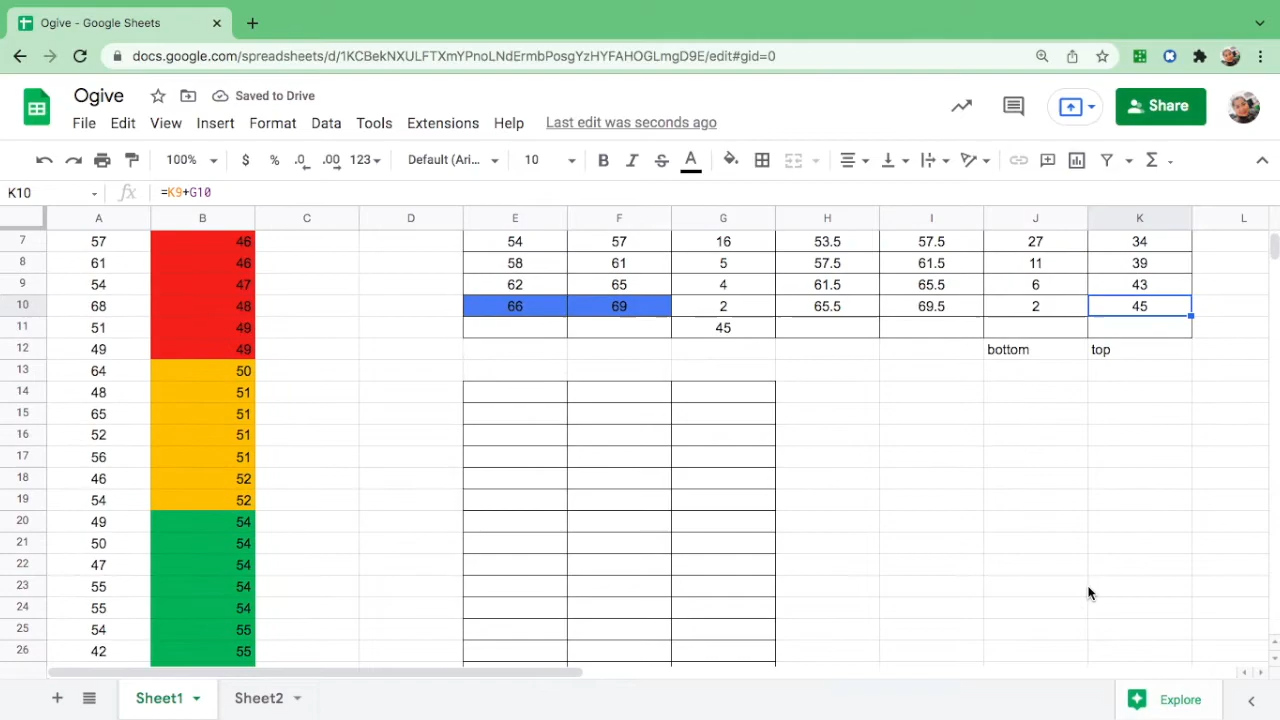 Ogive - Google Sheets
docs.google.com/spreadsheets/d/1KCBekNXULFTXmYPnoLNdErmbPosgYzHYFAHOGLmgD9E/edit#gid=0
Ogive Saved to Drive
File Edit View Insert Format Data Tools Extensions Help Last edit was seconds ago
Share
100% $ % .0 .00 123 Default (Ari... 10 B I S A Σ
K10 fx =K9+G10
A B C D E F G H I J K L
7 57 46 54 57 16 53.5 57.5 27 34
8 61 46 58 61 5 57.5 61.5 11 39
9 54 47 62 65 4 61.5 65.5 6 43
10 68 48 66 69 2 65.5 69.5 2 45
11 51 49 45
12 49 49 bottom top
13 64 50
14 48 51
15 65 51
16 52 51
17 56 51
18 46 52
19 54 52
20 49 54
21 50 54
22 47 54
23 55 54
24 55 54
25 54 55
26 42 55
Sheet1 Sheet2 Explore